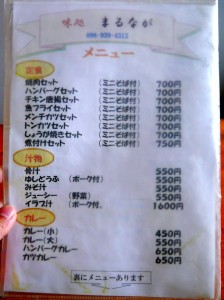 味処 まるなが
098-939-4312
メニュー
定食
焼肉セット (ミニそば付) 700円
ハンバーグセット (ミニそば付) 700円
チキン唐揚セット (ミニそば付) 700円
魚フライセット (ミニそば付) 700円
メンチカツセット (ミニそば付) 700円
トンカツセット (ミニそば付) 700円
しょうが焼きセット (ミニそば付) 700円
煮付けセット (ミニそば付) 750円
汁物
骨汁 550円
ゆしどうふ (ポーク付) 550円
みそ汁 550円
ジューシー (野菜) 550円
イラブ汁 (ポーク付) 1600円
カレー
カレー(小) 450円
カレー(大) 550円
ハンバーグカレー 650円
カツカレー 650円
裏にメニューあります